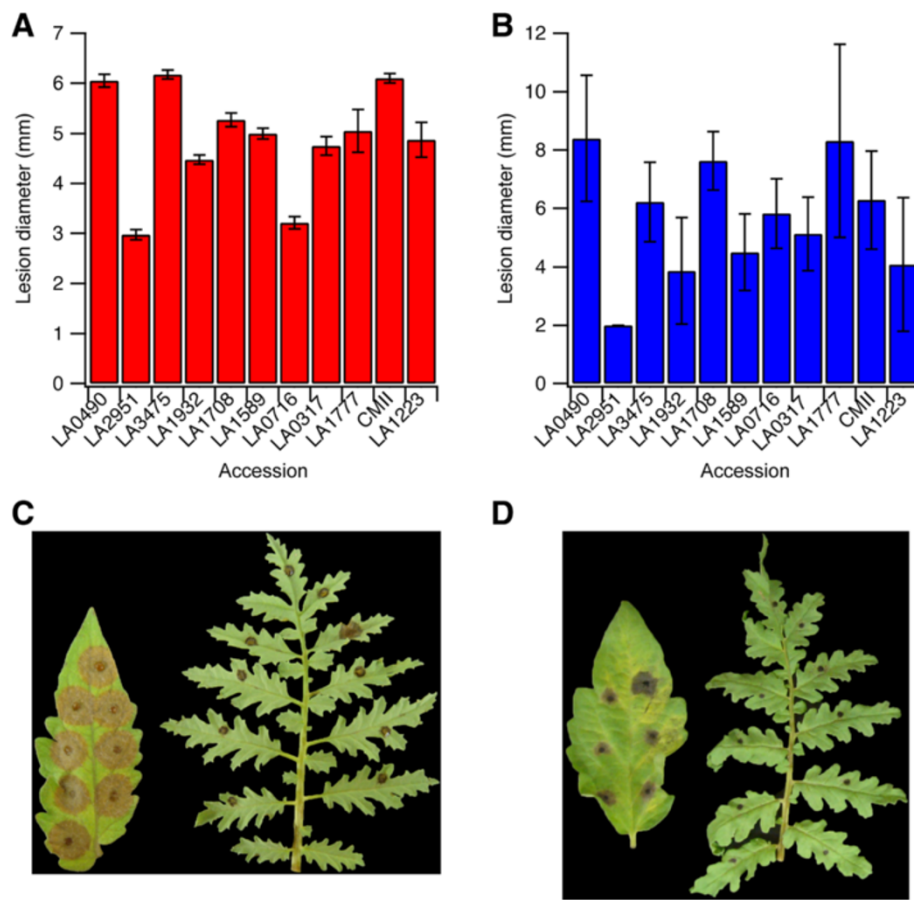 A
7
6
5
4
3
2
1
0
Lesion diameter (mm)
LA0490
LA2951
LA3475
LA1932
LA1708
LA1589
LA0716
LA0317
LA1777
CMII
LA1223
Accession
B
12
10
8
6
4
2
0
Lesion diameter (mm)
LA0490
LA2951
LA3475
LA1932
LA1708
LA1589
LA0716
LA0317
LA1777
CMII
LA1223
Accession
C
D